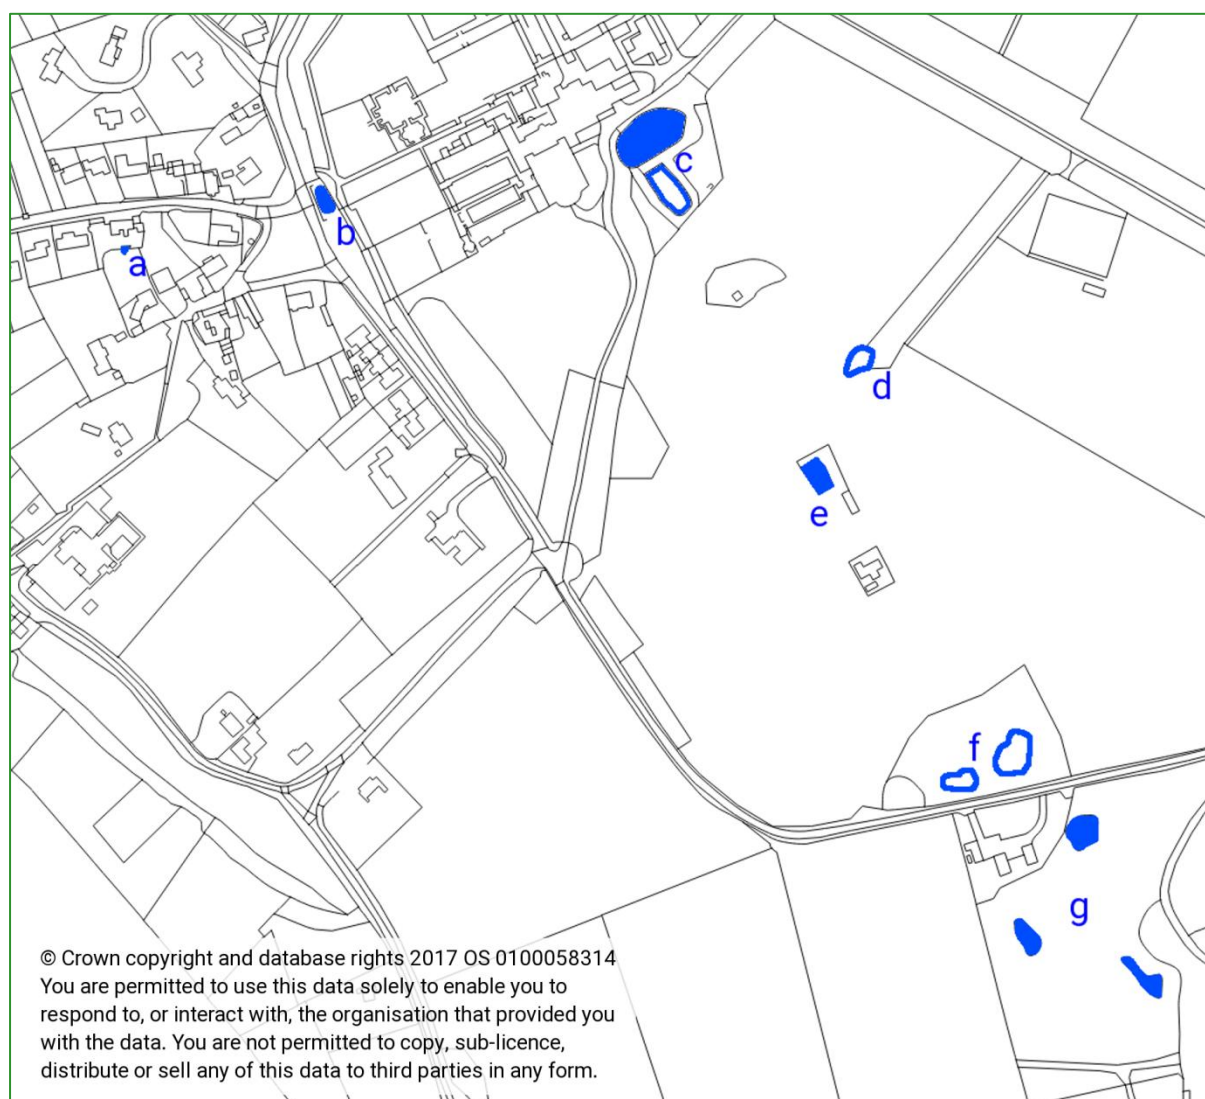 c
b
a
d
e
f
g
© Crown copyright and database rights 2017 OS 0100058314
You are permitted to use this data solely to enable you to
respond to, or interact with, the organisation that provided you
with the data. You are not permitted to copy, sub-licence,
distribute or sell any of this data to third parties in any form.